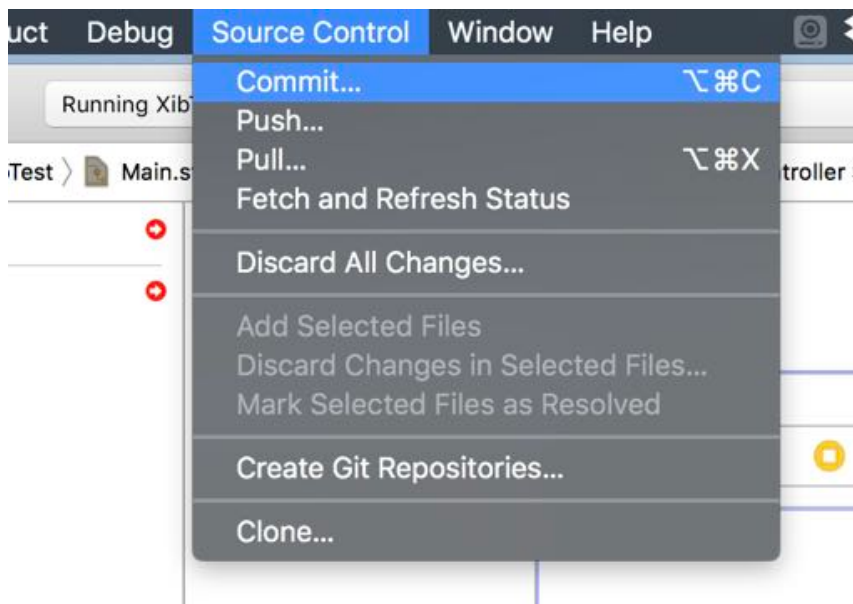 uct Debug Source Control Window Help
Running Xib
Commit... ⌥⌘C
Push...
Test 〉 Main.s
Pull... ⌥⌘X
troller
Fetch and Refresh Status
Discard All Changes...
Add Selected Files
Discard Changes in Selected Files...
Mark Selected Files as Resolved
Create Git Repositories...
Clone...